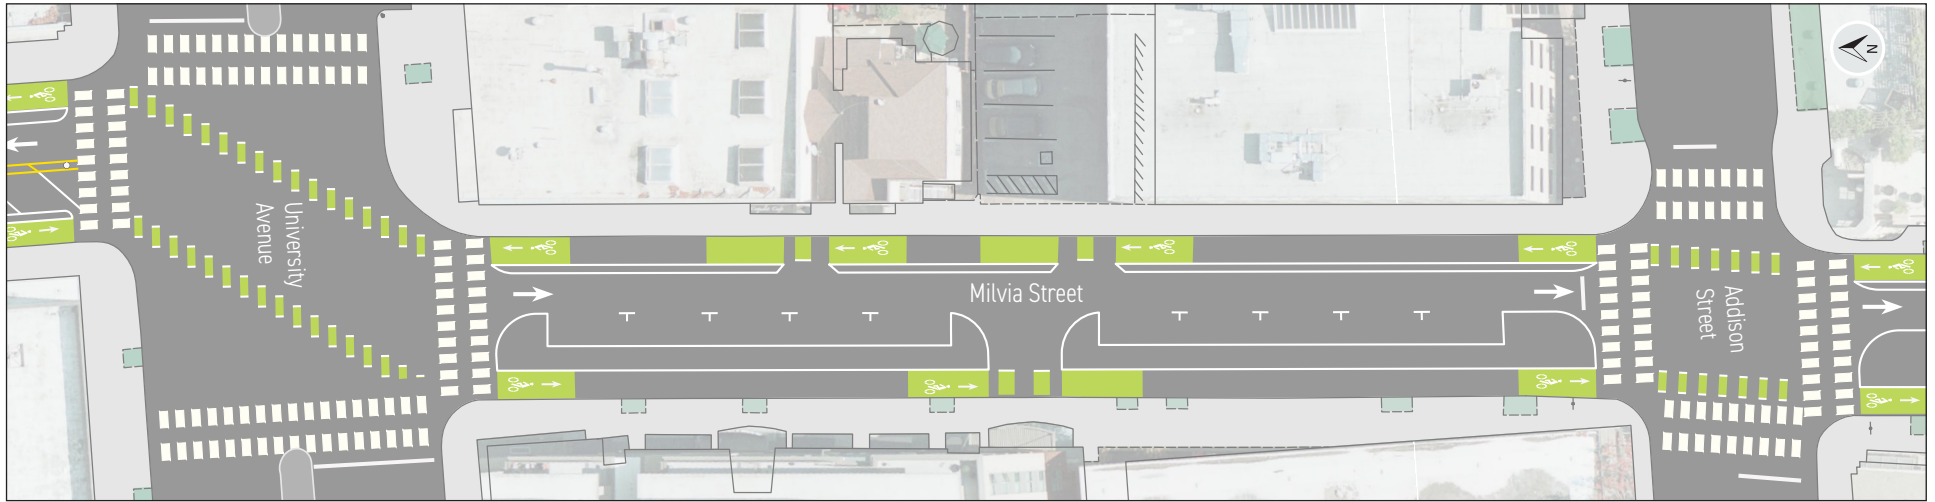 University
Avenue
Milvia Street
Addison
Street
N